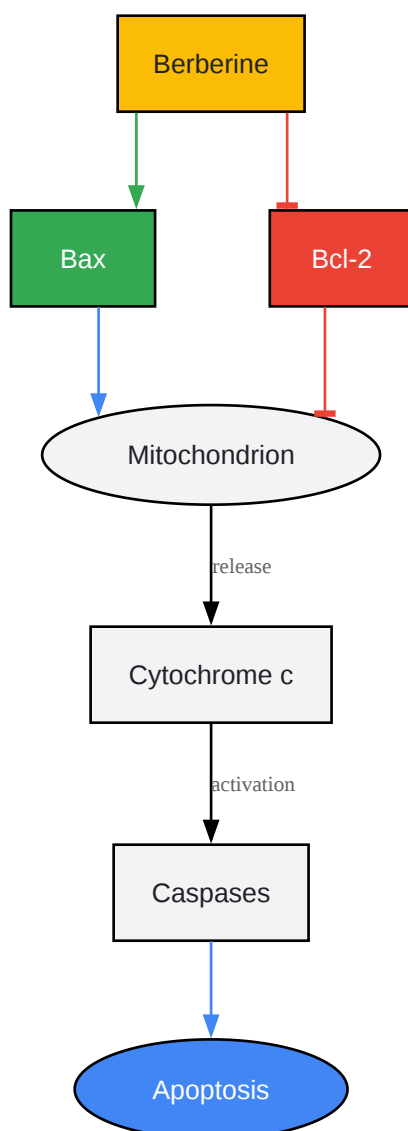 Berberine
Bax
Bcl-2
Mitochondrion
release
Cytochrome c
activation
Caspases
Apoptosis